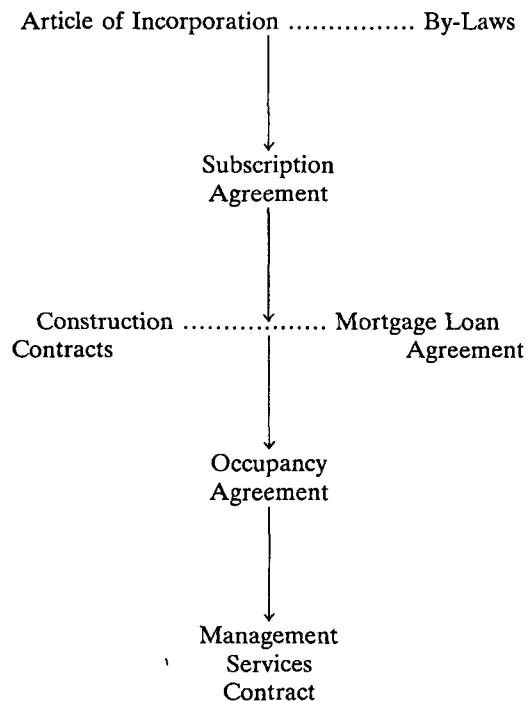 Article of Incorporation ................ By-Laws
Subscription
Agreement
Construction ................... Mortgage Loan
Contracts Agreement
Occupancy
Agreement
Management
Services
Contract